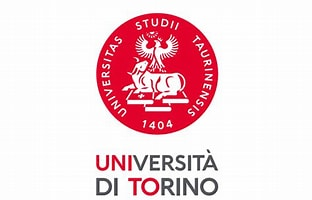 UNIVERSITAS STUDII TAURINENSIS
1404
UNIVERSITÀ
DI TORINO